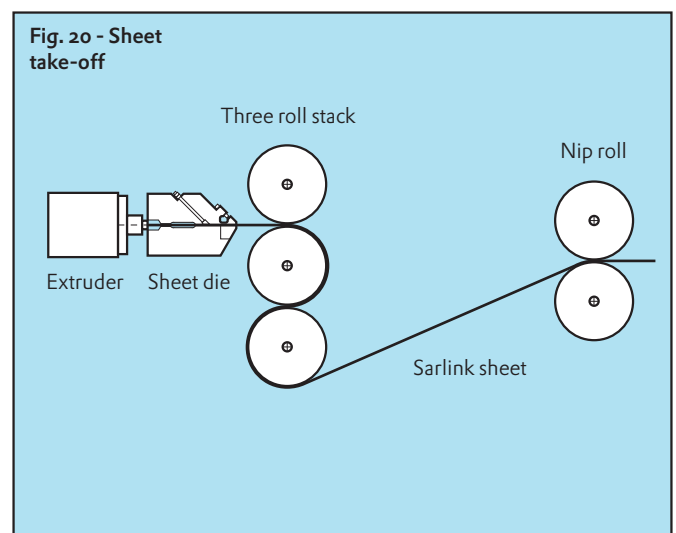 Fig. 20 - Sheet
take-off
Three roll stack
Nip roll
Extruder
Sheet die
Sarlink sheet